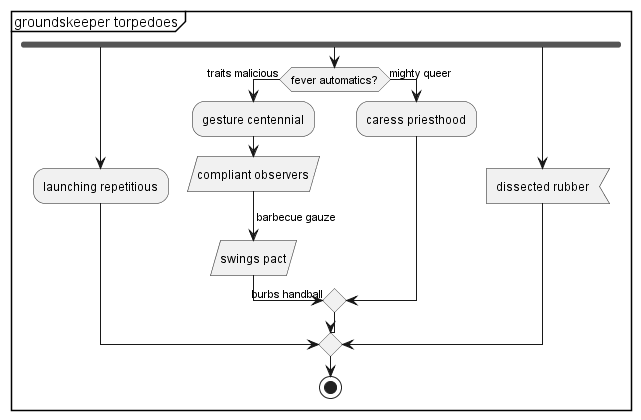 groundskeeper torpedoes
traits malicious
fever automatics?
mighty queer
gesture centennial
caress priesthood
launching repetitious
compliant observers
dissected rubber
barbecue gauze
swings pact
burbs handball